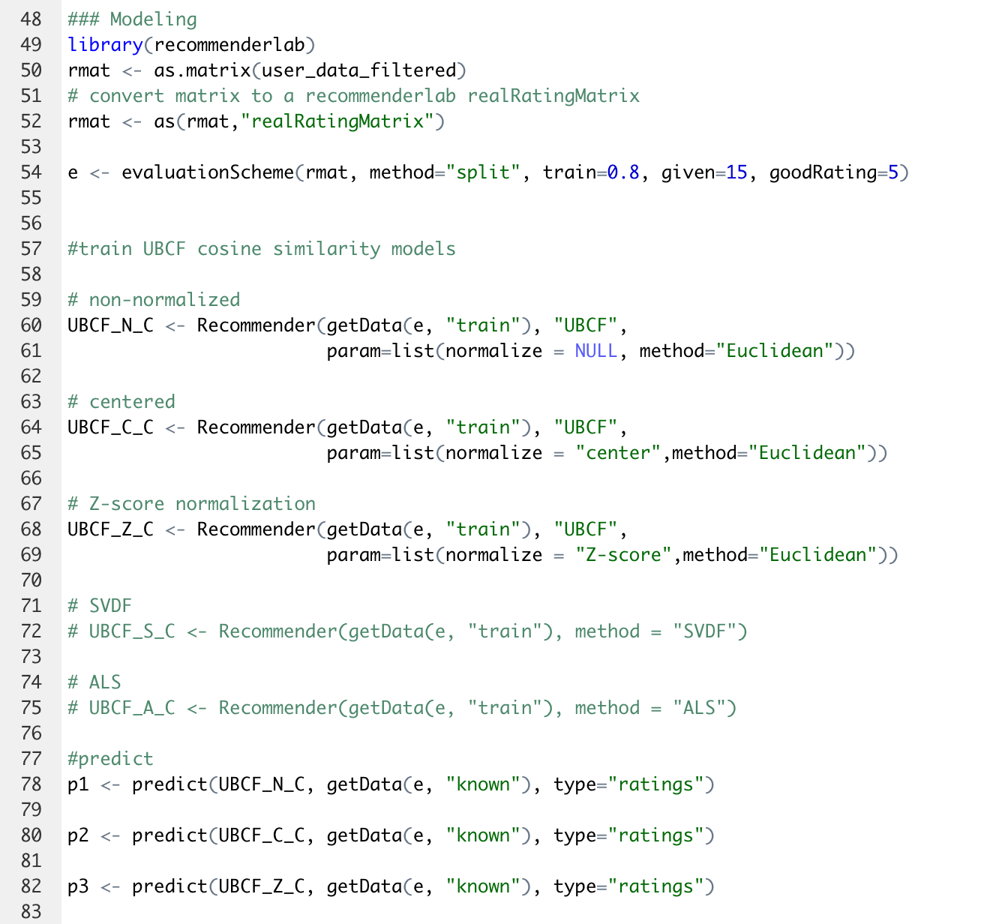 48 ### Modeling
49 library(recommenderlab)
50 rmat <- as.matrix(user_data_filtered)
51 # convert matrix to a recommenderlab realRatingMatrix
52 rmat <- as(rmat,"realRatingMatrix")
53
54 e <- evaluationScheme(rmat, method="split", train=0.8, given=15, goodRating=5)
55
56
57 #train UBCF cosine similarity models
58
59 # non-normalized
60 UBCF_N_C <- Recommender(getData(e, "train"), "UBCF",
61                         param=list(normalize = NULL, method="Euclidean"))
62
63 # centered
64 UBCF_C_C <- Recommender(getData(e, "train"), "UBCF",
65                         param=list(normalize = "center",method="Euclidean"))
66
67 # Z-score normalization
68 UBCF_Z_C <- Recommender(getData(e, "train"), "UBCF",
69                         param=list(normalize = "Z-score",method="Euclidean"))
70
71 # SVDF
72 # UBCF_S_C <- Recommender(getData(e, "train"), method = "SVDF")
73
74 # ALS
75 # UBCF_A_C <- Recommender(getData(e, "train"), method = "ALS")
76
77 #predict
78 p1 <- predict(UBCF_N_C, getData(e, "known"), type="ratings")
79
80 p2 <- predict(UBCF_C_C, getData(e, "known"), type="ratings")
81
82 p3 <- predict(UBCF_Z_C, getData(e, "known"), type="ratings")
83